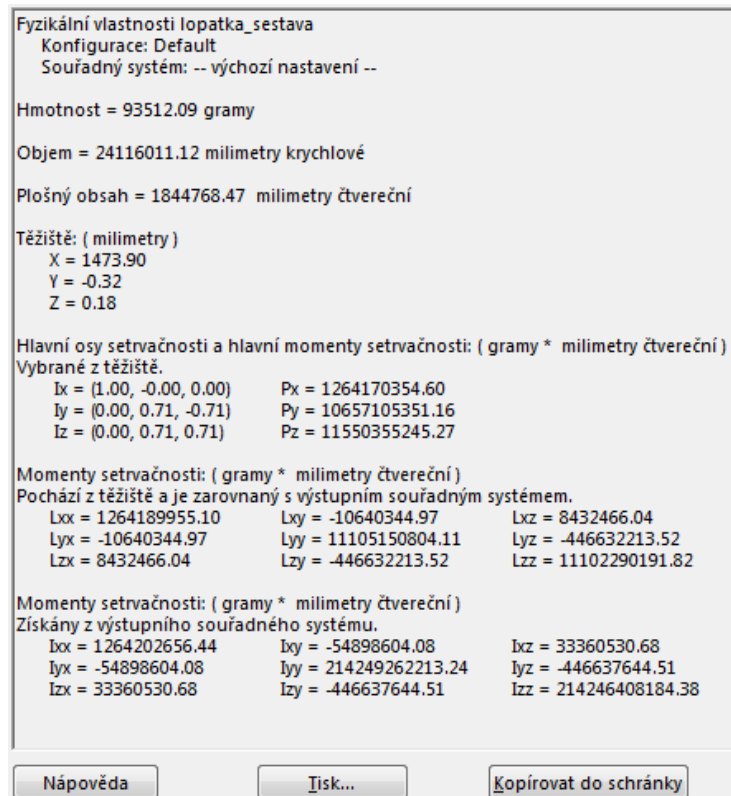 Fyzikální vlastnosti lopatka_sestava
Konfigurace: Default
Souřadný systém: -- výchozí nastavení --
Hmotnost = 93512.09 gramy
Objem = 24116011.12 milimetry krychlové
Plošný obsah = 1844768.47 milimetry čtvereční
Těžiště: ( milimetry )
X = 1473.90
Y = -0.32
Z = 0.18
Hlavní osy setrvačnosti a hlavní momenty setrvačnosti: ( gramy * milimetry čtvereční )
Vybrané z těžiště.
Ix = (1.00, -0.00, 0.00) Px = 1264170354.60
Iy = (0.00, 0.71, -0.71) Py = 10657105351.16
Iz = (0.00, 0.71, 0.71) Pz = 11550355245.27
Momenty setrvačnosti: ( gramy * milimetry čtvereční )
Pochází z těžiště a je zarovnaný s výstupním souřadným systémem.
Lxx = 1264189955.10 Lxy = -10640344.97 Lxz = 8432466.04
Lyx = -10640344.97 Lyy = 11105150804.11 Lyz = -446632213.52
Lzx = 8432466.04 Lzy = -446632213.52 Lzz = 11102290191.82
Momenty setrvačnosti: ( gramy * milimetry čtvereční )
Získány z výstupního souřadného systému.
Ixx = 1264202656.44 Ixy = -54898604.08 Ixz = 33360530.68
Iyx = -54898604.08 Iyy = 214249262213.24 Iyz = -446637644.51
Izx = 33360530.68 Izy = -446637644.51 Izz = 214246408184.38
Nápověda Tisk... Kopírovat do schránky